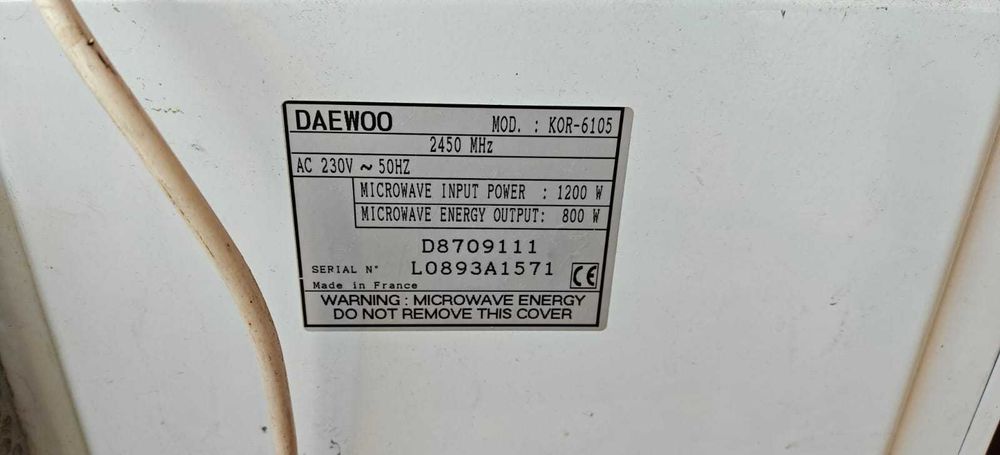 DAEWOO MOD. : KOR-6105
2450 MHz
AC 230V ~ 50HZ
MICROWAVE INPUT POWER : 1200 W
MICROWAVE ENERGY OUTPUT: 800 W
D8709111
SERIAL N° L0893A1571 CE
Made in France
WARNING : MICROWAVE ENERGY
DO NOT REMOVE THIS COVER